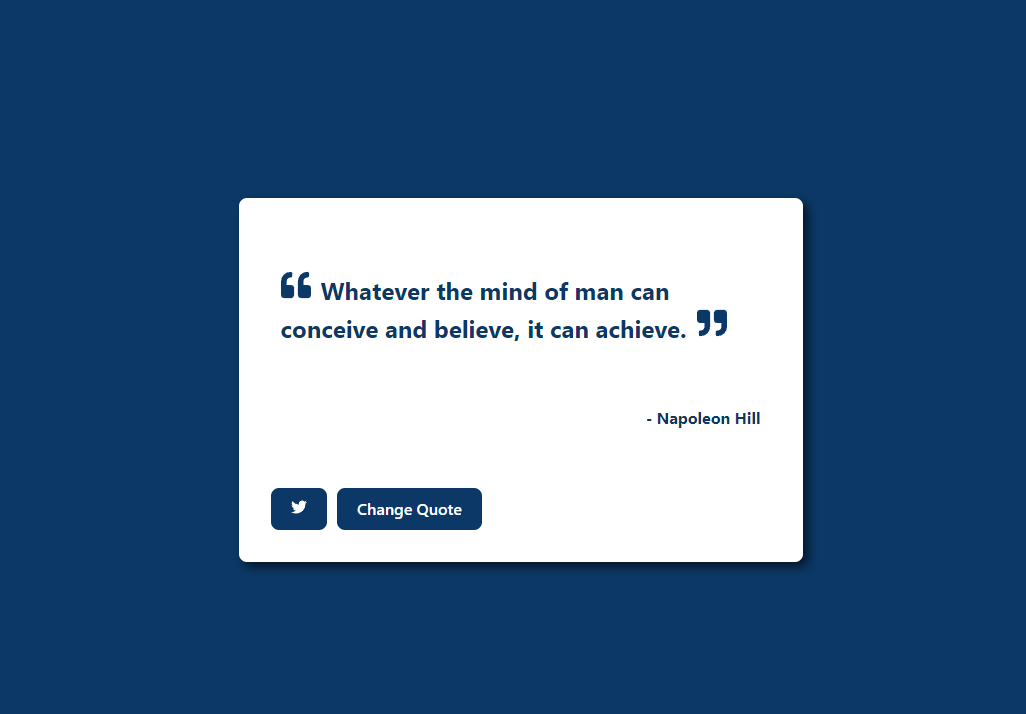 “ Whatever the mind of man can
conceive and believe, it can achieve. ”
- Napoleon Hill
Change Quote